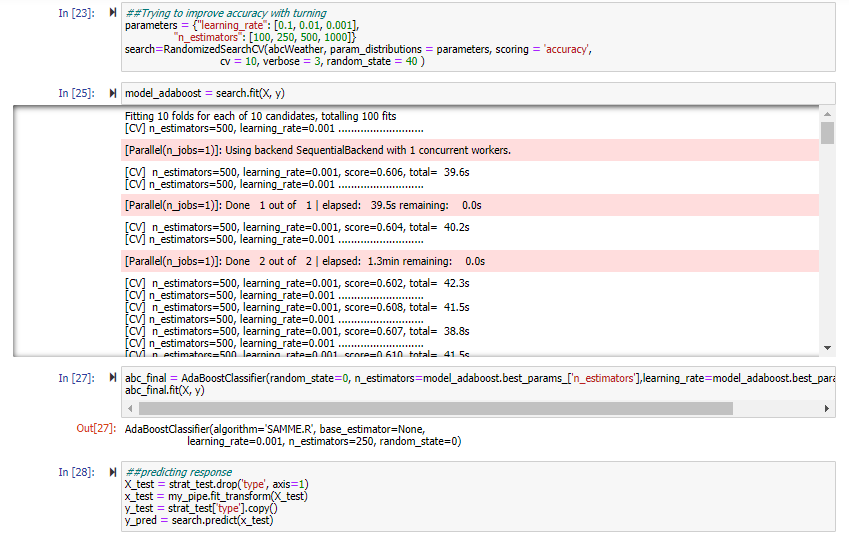 In [23]:
##Trying to improve accuracy with turning
parameters = {"learning_rate": [0.1, 0.01, 0.001],
"n_estimators": [100, 250, 500, 1000]}
search=RandomizedSearchCV(abcWeather, param_distributions = parameters, scoring = 'accuracy',
cv = 10, verbose = 3, random_state = 40 )
In [25]:
model_adaboost = search.fit(X, y)
Fitting 10 folds for each of 10 candidates, totalling 100 fits
[CV] n_estimators=500, learning_rate=0.001 ...........................
[Parallel(n_jobs=1)]: Using backend SequentialBackend with 1 concurrent workers.
[CV]  n_estimators=500, learning_rate=0.001, score=0.606, total=  39.6s
[CV] n_estimators=500, learning_rate=0.001 ...........................
[Parallel(n_jobs=1)]: Done   1 out of   1 | elapsed:   39.5s remaining:    0.0s
[CV]  n_estimators=500, learning_rate=0.001, score=0.604, total=  40.2s
[CV] n_estimators=500, learning_rate=0.001 ...........................
[Parallel(n_jobs=1)]: Done   2 out of   2 | elapsed:  1.3min remaining:    0.0s
[CV]  n_estimators=500, learning_rate=0.001, score=0.602, total=  42.3s
[CV] n_estimators=500, learning_rate=0.001 ...........................
[CV]  n_estimators=500, learning_rate=0.001, score=0.608, total=  41.5s
[CV] n_estimators=500, learning_rate=0.001 ...........................
[CV]  n_estimators=500, learning_rate=0.001, score=0.607, total=  38.8s
[CV] n_estimators=500, learning_rate=0.001 ...........................
[CV]  n_estimators=500, learning_rate=0.001, score=0.610, total=  41.5s
In [27]:
abc_final = AdaBoostClassifier(random_state=0, n_estimators=model_adaboost.best_params_['n_estimators'],learning_rate=model_adaboost.best_para
abc_final.fit(X, y)
Out[27]:
AdaBoostClassifier(algorithm='SAMME.R', base_estimator=None,
learning_rate=0.001, n_estimators=250, random_state=0)
In [28]:
##predicting response
X_test = strat_test.drop('type', axis=1)
x_test = my_pipe.fit_transform(X_test)
y_test = strat_test['type'].copy()
y_pred = search.predict(x_test)